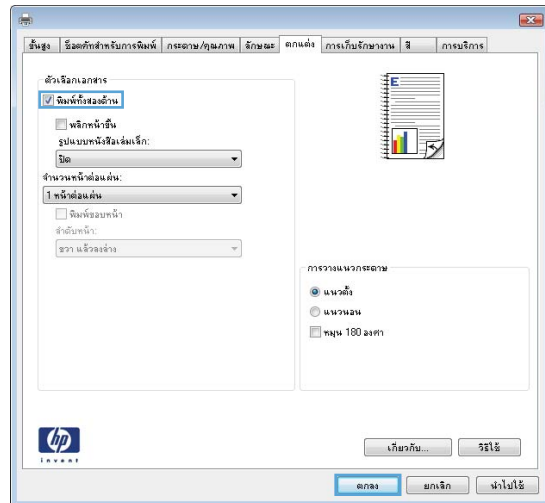 ขั้นสูง ช็อตคัทสำหรับการพิมพ์ กระดาษ/คุณภาพ ลักษณะ ตกแต่ง การเก็บรักษางาน สี การบริการ
ตัวเลือกเอกสาร
พิมพ์ทั้งสองด้าน
พลิกหน้าขึ้น
รูปแบบหนังสือเล่มเล็ก:
ปิด
จำนวนหน้าต่อแผ่น:
1 หน้าต่อแผ่น
พิมพ์ขอบหน้า
ลำดับหน้า:
ขวา แล้วลงล่าง
E
การวางแนวกระดาษ
แนวตั้ง
แนวนอน
หมุน 180 องศา
hp
invent
เกี่ยวกับ... วิธีใช้
ตกลง ยกเลิก นำไปใช้